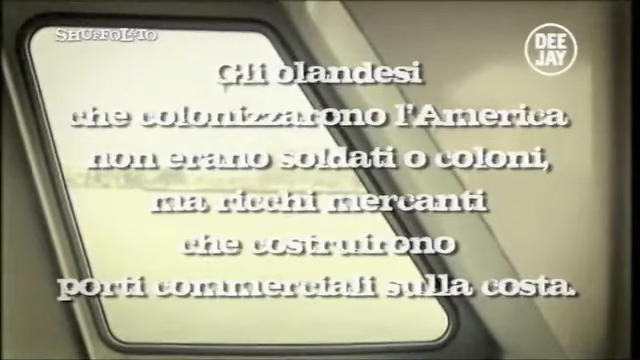 SHUFFOLATO
DEE
JAY
Gli olandesi
che colonizzarono l'America
non erano soldati o coloni,
ma ricchi mercanti
che costruirono
porti commerciali sulla costa.